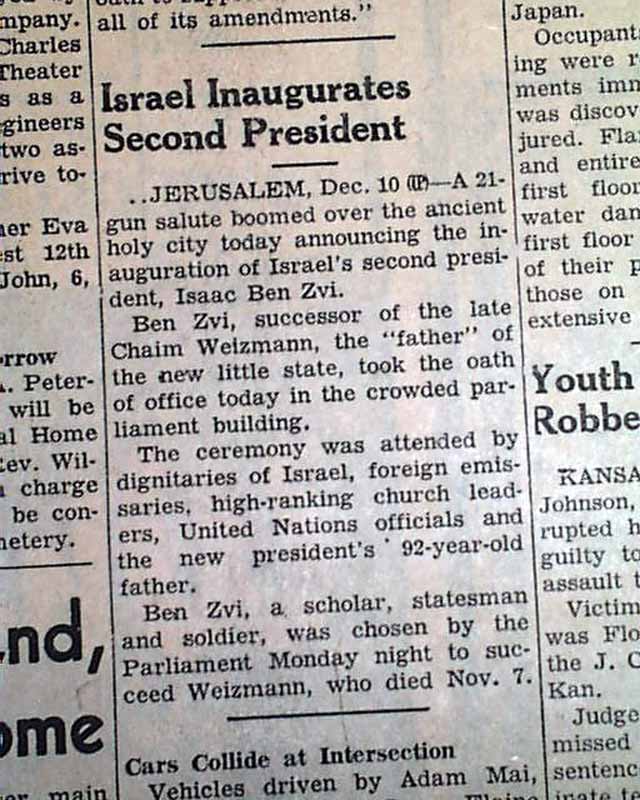 mpany.
Charles
Theater
s as a
gineers
two as-
rive to-
ner Eva
est 12th
John, 6,
rrow
. Peter-
will be
al Home
Rev. Wil-
charge
be con-
metery.
nd,
ome
main
all of its amendments."
Israel Inaugurates
Second President
..JERUSALEM, Dec. 10 (UP)—A 21-
gun salute boomed over the ancient
holy city today announcing the in-
auguration of Israel's second presi-
dent, Isaac Ben Zvi.
Ben Zvi, successor of the late
Chaim Weizmann, the "father" of
the new little state, took the oath
of office today in the crowded par-
liament building.
The ceremony was attended by
dignitaries of Israel, foreign emis-
saries, high-ranking church lead-
ers, United Nations officials and
the new president's 92-year-old
father.
Ben Zvi, a scholar, statesman
and soldier, was chosen by the
Parliament Monday night to suc-
ceed Weizmann, who died Nov. 7.
Cars Collide at Intersection
Vehicles driven by Adam Mai,
Japan.
Occupant
ing were r
ments imm
was discov
jured. Fla
and entire
first floor
water dam
first floor
of their p
those on
extensive
Youth
Robbe
KANSA
Johnson,
rupted h
guilty to
assault t
Victim
was Flo
the J. C
Kan.
Judge
missed
sentenc